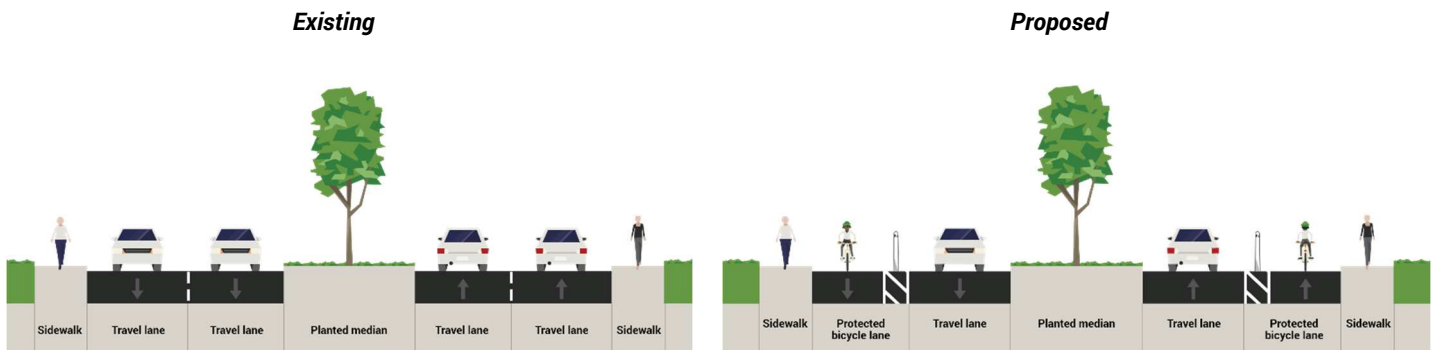 Existing
Sidewalk
Travel lane
Travel lane
Planted median
Travel lane
Travel lane
Sidewalk
Proposed
Sidewalk
Protected
bicycle lane
Travel lane
Planted median
Travel lane
Protected
bicycle lane
Sidewalk